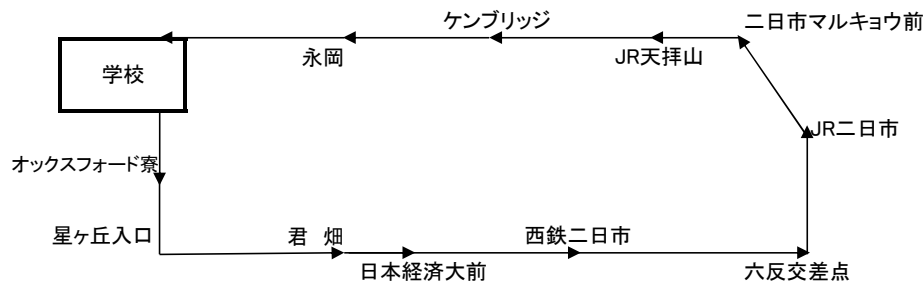 ケンブリッジ
二日市マルキョウ前
学校
永岡
JR天拝山
JR二日市
オックスフォード寮
星ヶ丘入口
君　畑
西鉄二日市
日本経済大前
六反交差点